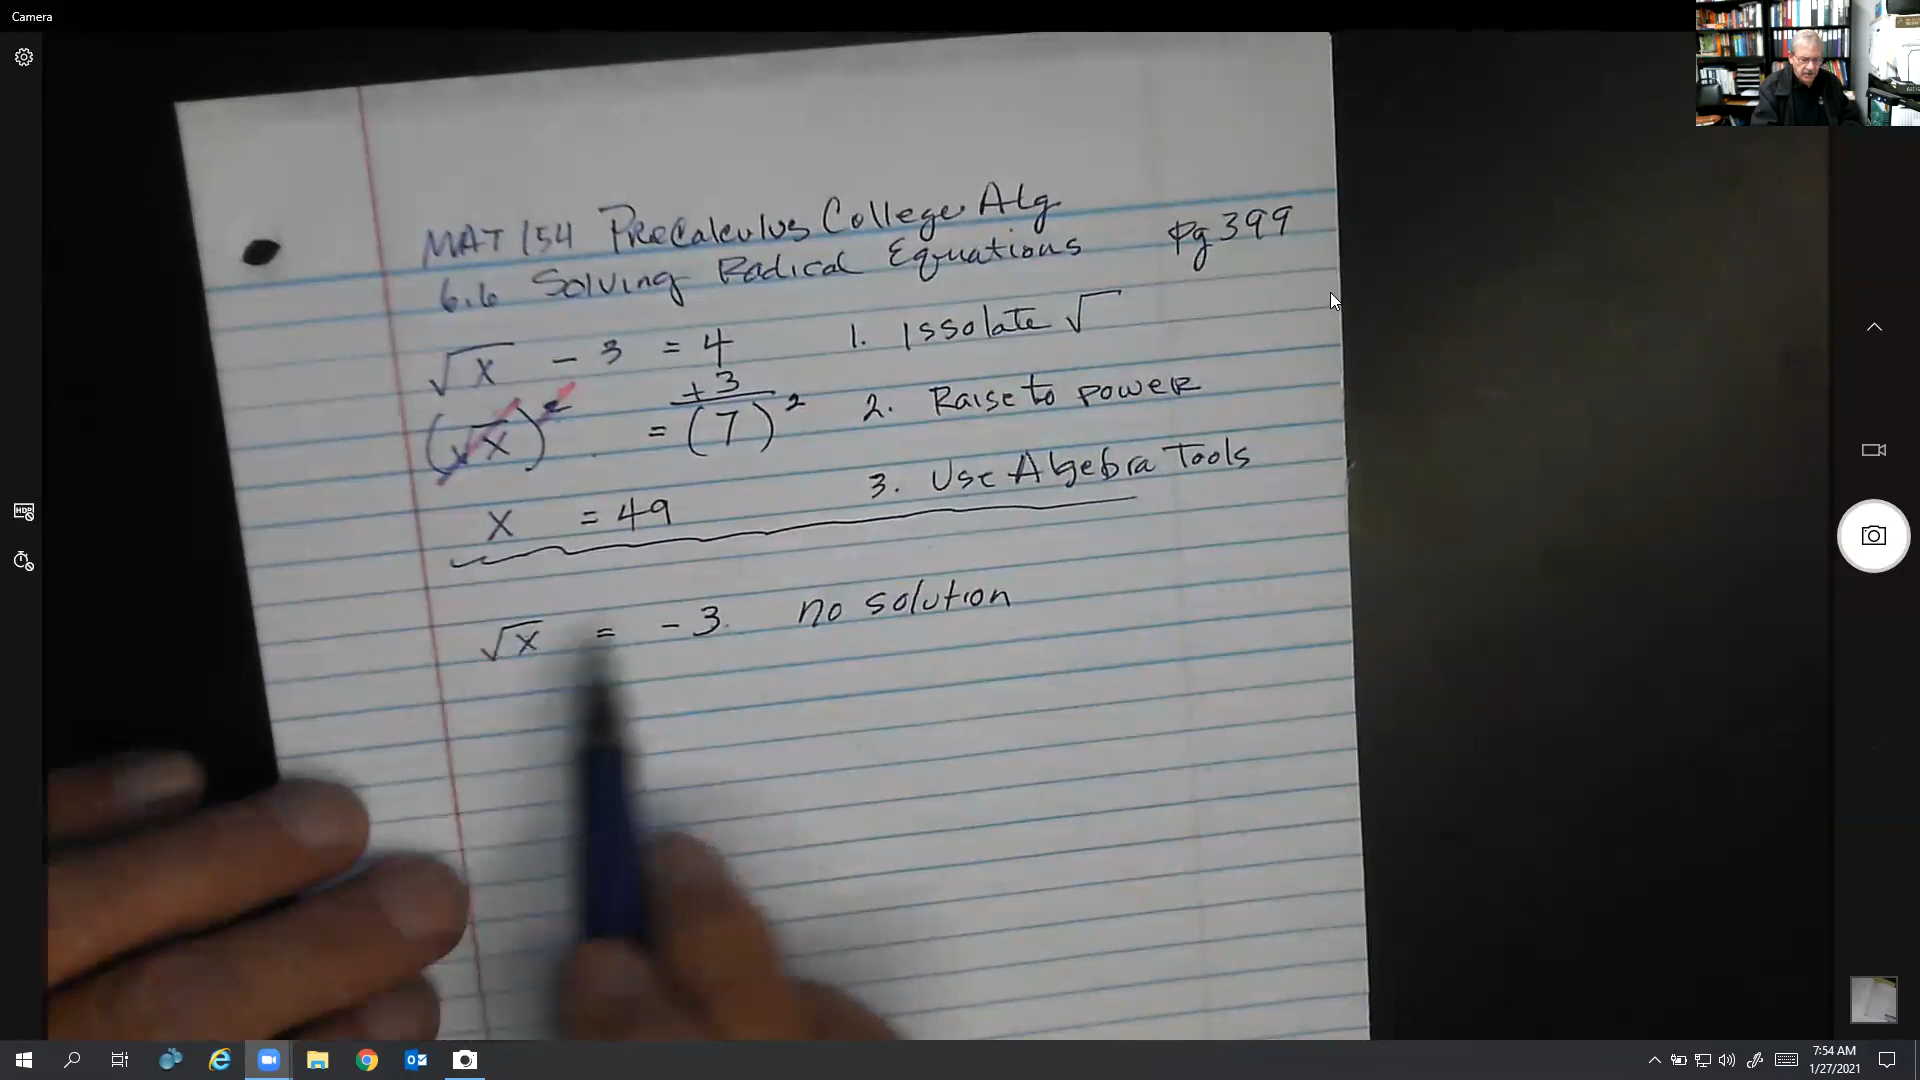 Camera
MAT 154 PreCalculus College Alg
6.6 Solving Radical Equations pg 399
√x - 3 = 4 1. Issolate √
+3
(√x)² = (7)² 2. Raise to power
x = 49 3. Use Algebra Tools
√x = -3. no solution
7:54 AM
1/27/2021